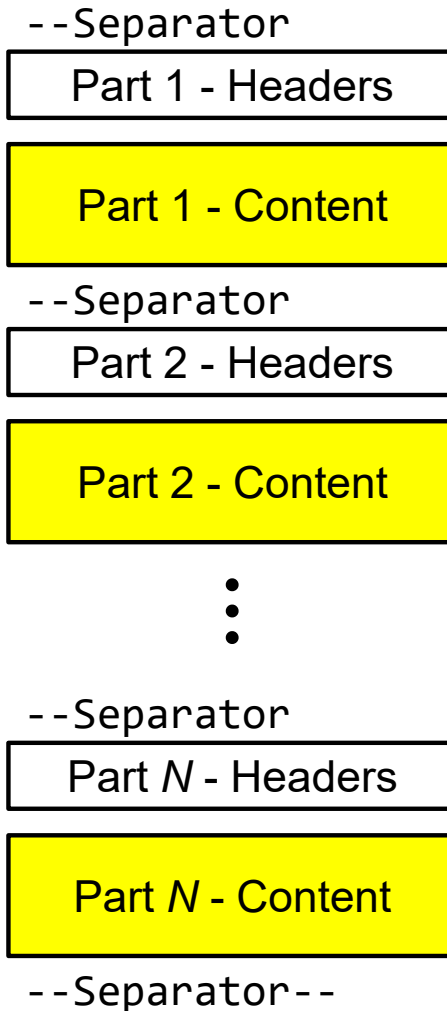 --Separator
Part 1 - Headers
Part 1 - Content
--Separator
Part 2 - Headers
Part 2 - Content
--Separator
Part N - Headers
Part N - Content
--Separator--